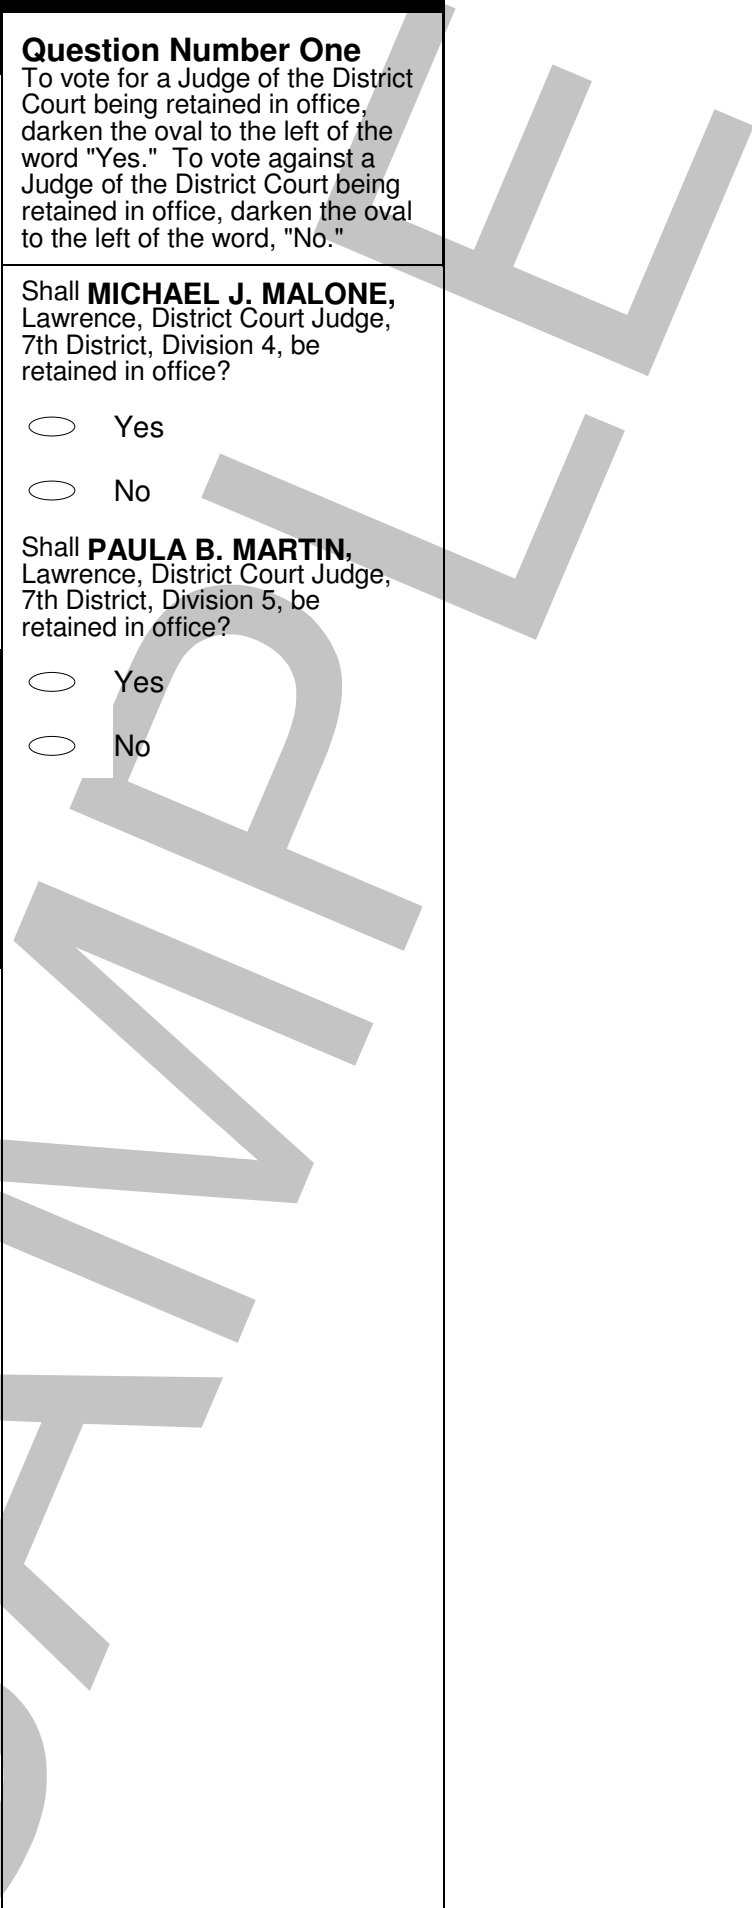 Question Number One
To vote for a Judge of the District
Court being retained in office,
darken the oval to the left of the
word "Yes."  To vote against a
Judge of the District Court being
retained in office, darken the oval
to the left of the word, "No."
Shall MICHAEL J. MALONE,
Lawrence, District Court Judge,
7th District, Division 4, be
retained in office?
Yes
No
Shall PAULA B. MARTIN,
Lawrence, District Court Judge,
7th District, Division 5, be
retained in office?
Yes
No
AMPLE